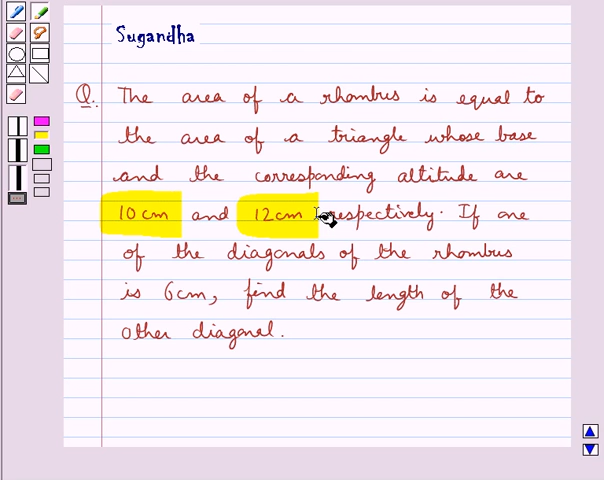 Sugandha
Q. The area of a rhombus is equal to
the area of a triangle whose base
and the corresponding altitude are
10 cm and 12 cm respectively. If one
of the diagonals of the rhombus
is 6 cm, find the length of the
other diagonal.